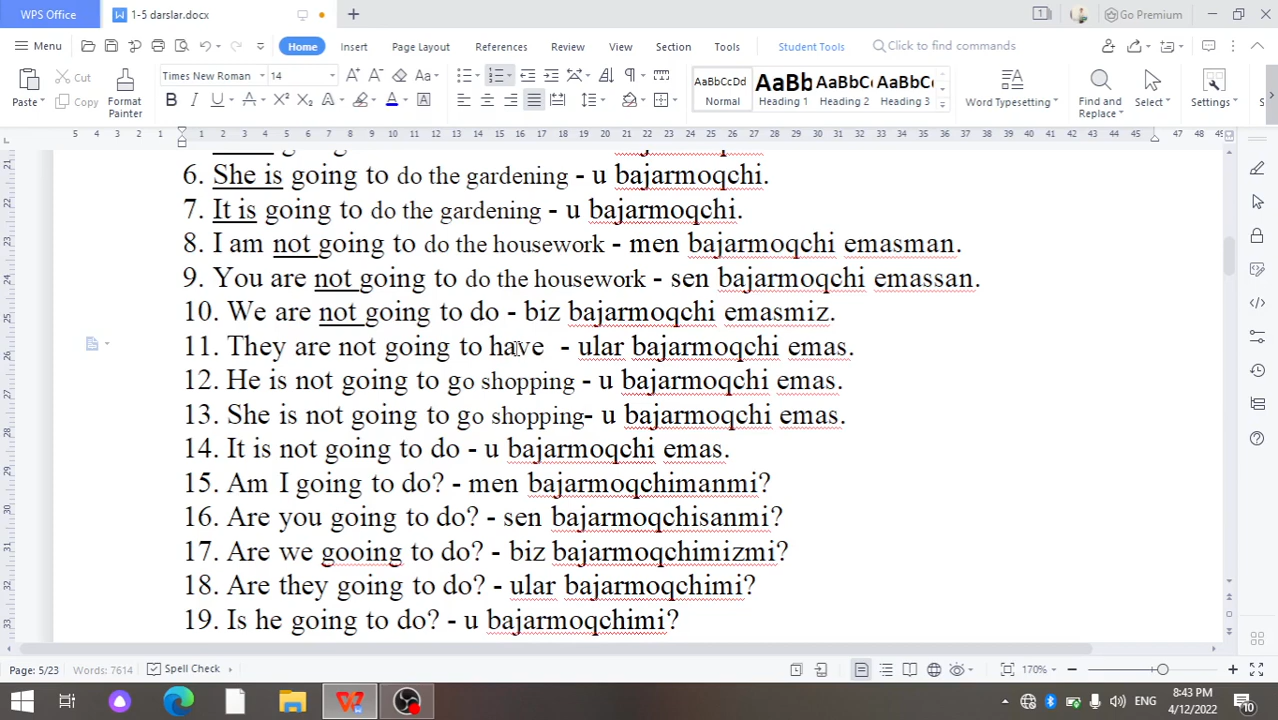 WPS Office
1-5 darslar.docx
Go Premium
Menu
Home
Insert
Page Layout
References
Review
View
Section
Tools
Student Tools
Click to find commands
Paste
Cut
Copy
Format Painter
Times New Roman
14
AaBbCcDd
Normal
AaBb
Heading 1
AaBbC
Heading 2
AaBbC
Heading 3
Word Typesetting
Find and Replace
Select
Settings
6. She is going to do the gardening - u bajarmoqchi.
7. It is going to do the gardening - u bajarmoqchi.
8. I am not going to do the housework - men bajarmoqchi emasman.
9. You are not going to do the housework - sen bajarmoqchi emassan.
10. We are not going to do - biz bajarmoqchi emasmiz.
11. They are not going to have - ular bajarmoqchi emas.
12. He is not going to go shopping - u bajarmoqchi emas.
13. She is not going to go shopping- u bajarmoqchi emas.
14. It is not going to do - u bajarmoqchi emas.
15. Am I going to do? - men bajarmoqchimanmi?
16. Are you going to do? - sen bajarmoqchisanmi?
17. Are we gooing to do? - biz bajarmoqchimizmi?
18. Are they going to do? - ular bajarmoqchimi?
19. Is he going to do? - u bajarmoqchimi?
Page: 5/23
Words: 7614
Spell Check
170%
ENG
8:43 PM
4/12/2022